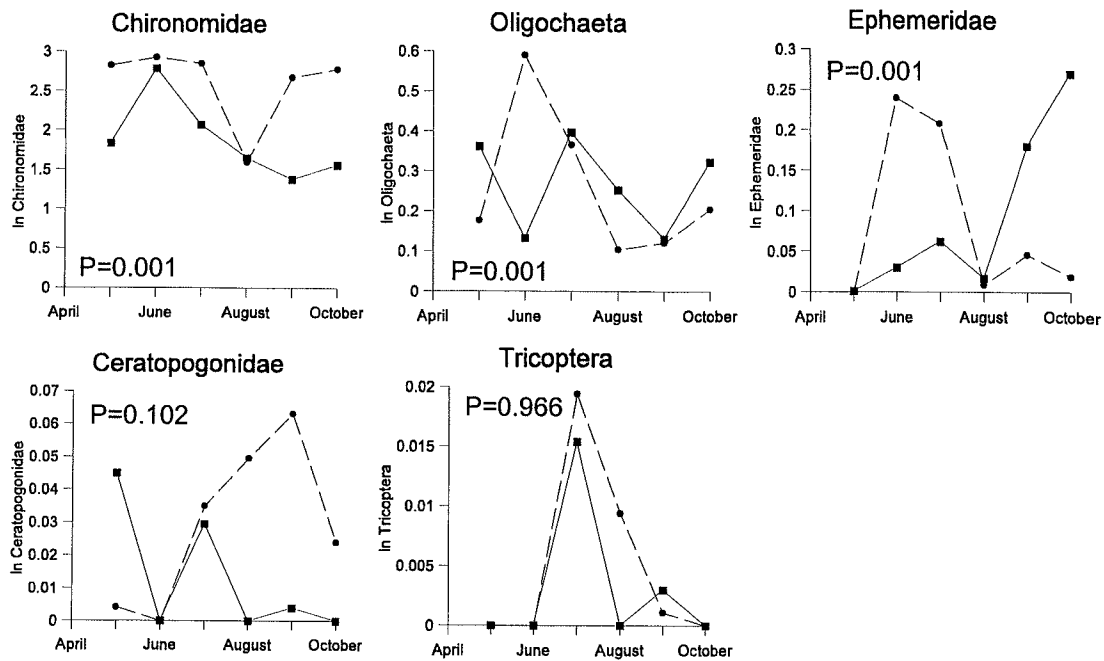 Chironomidae
3
2.5
2
1.5
1
0.5
0
ln Chironomidae
P=0.001
April June August October
Oligochaeta
0.6
0.5
0.4
0.3
0.2
0.1
0
ln Oligochaeta
P=0.001
April June August October
Ephemeridae
0.3
0.25
0.2
0.15
0.1
0.05
0
ln Ephemeridae
P=0.001
April June August October
Ceratopogonidae
0.07
0.06
0.05
0.04
0.03
0.02
0.01
0
ln Ceratopogonidae
P=0.102
April June August October
Tricoptera
0.02
0.015
0.01
0.005
0
ln Tricoptera
P=0.966
April June August October